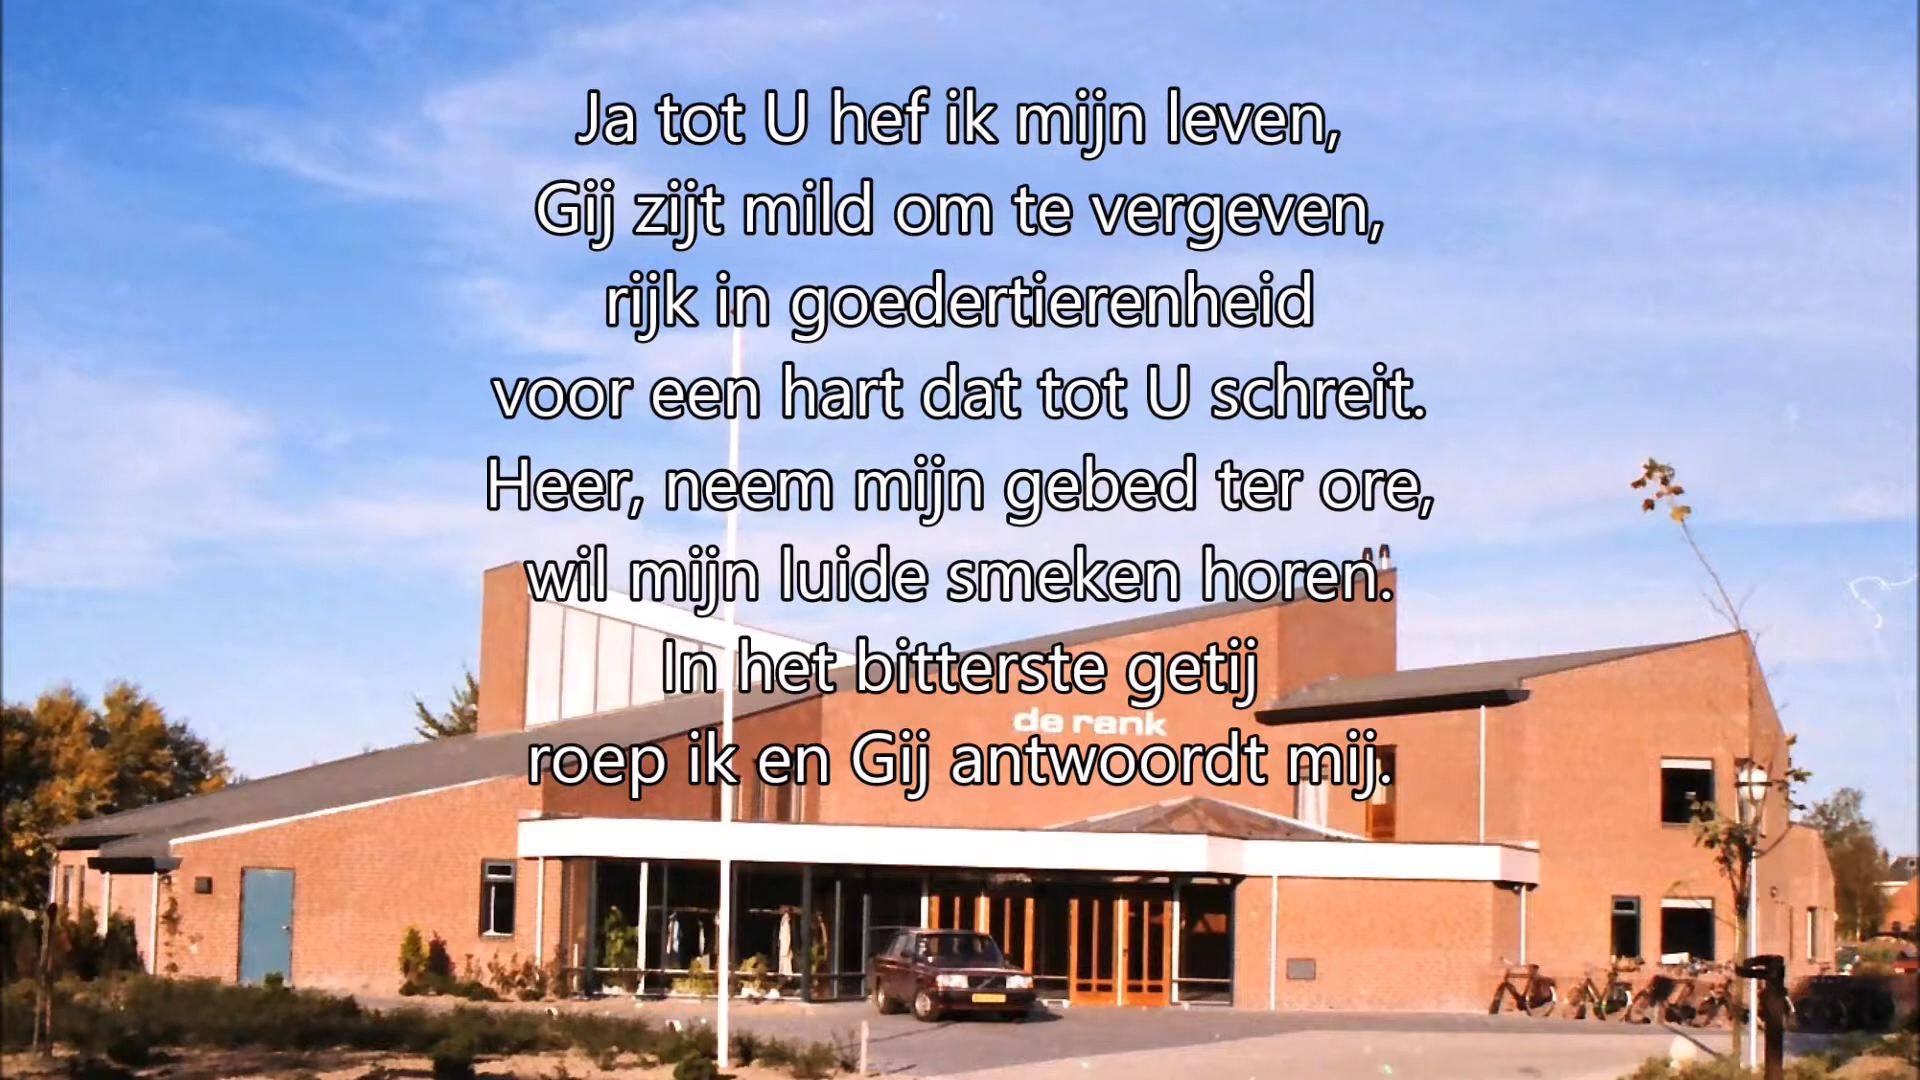 Ja tot U hef ik mijn leven,
Gij zijt mild om te vergeven,
rijk in goedertierenheid
voor een hart dat tot U schreit.
Heer, neem mijn gebed ter ore,
wil mijn luide smeken horen.
In het bitterste getij
de rank
roep ik en Gij antwoordt mij.